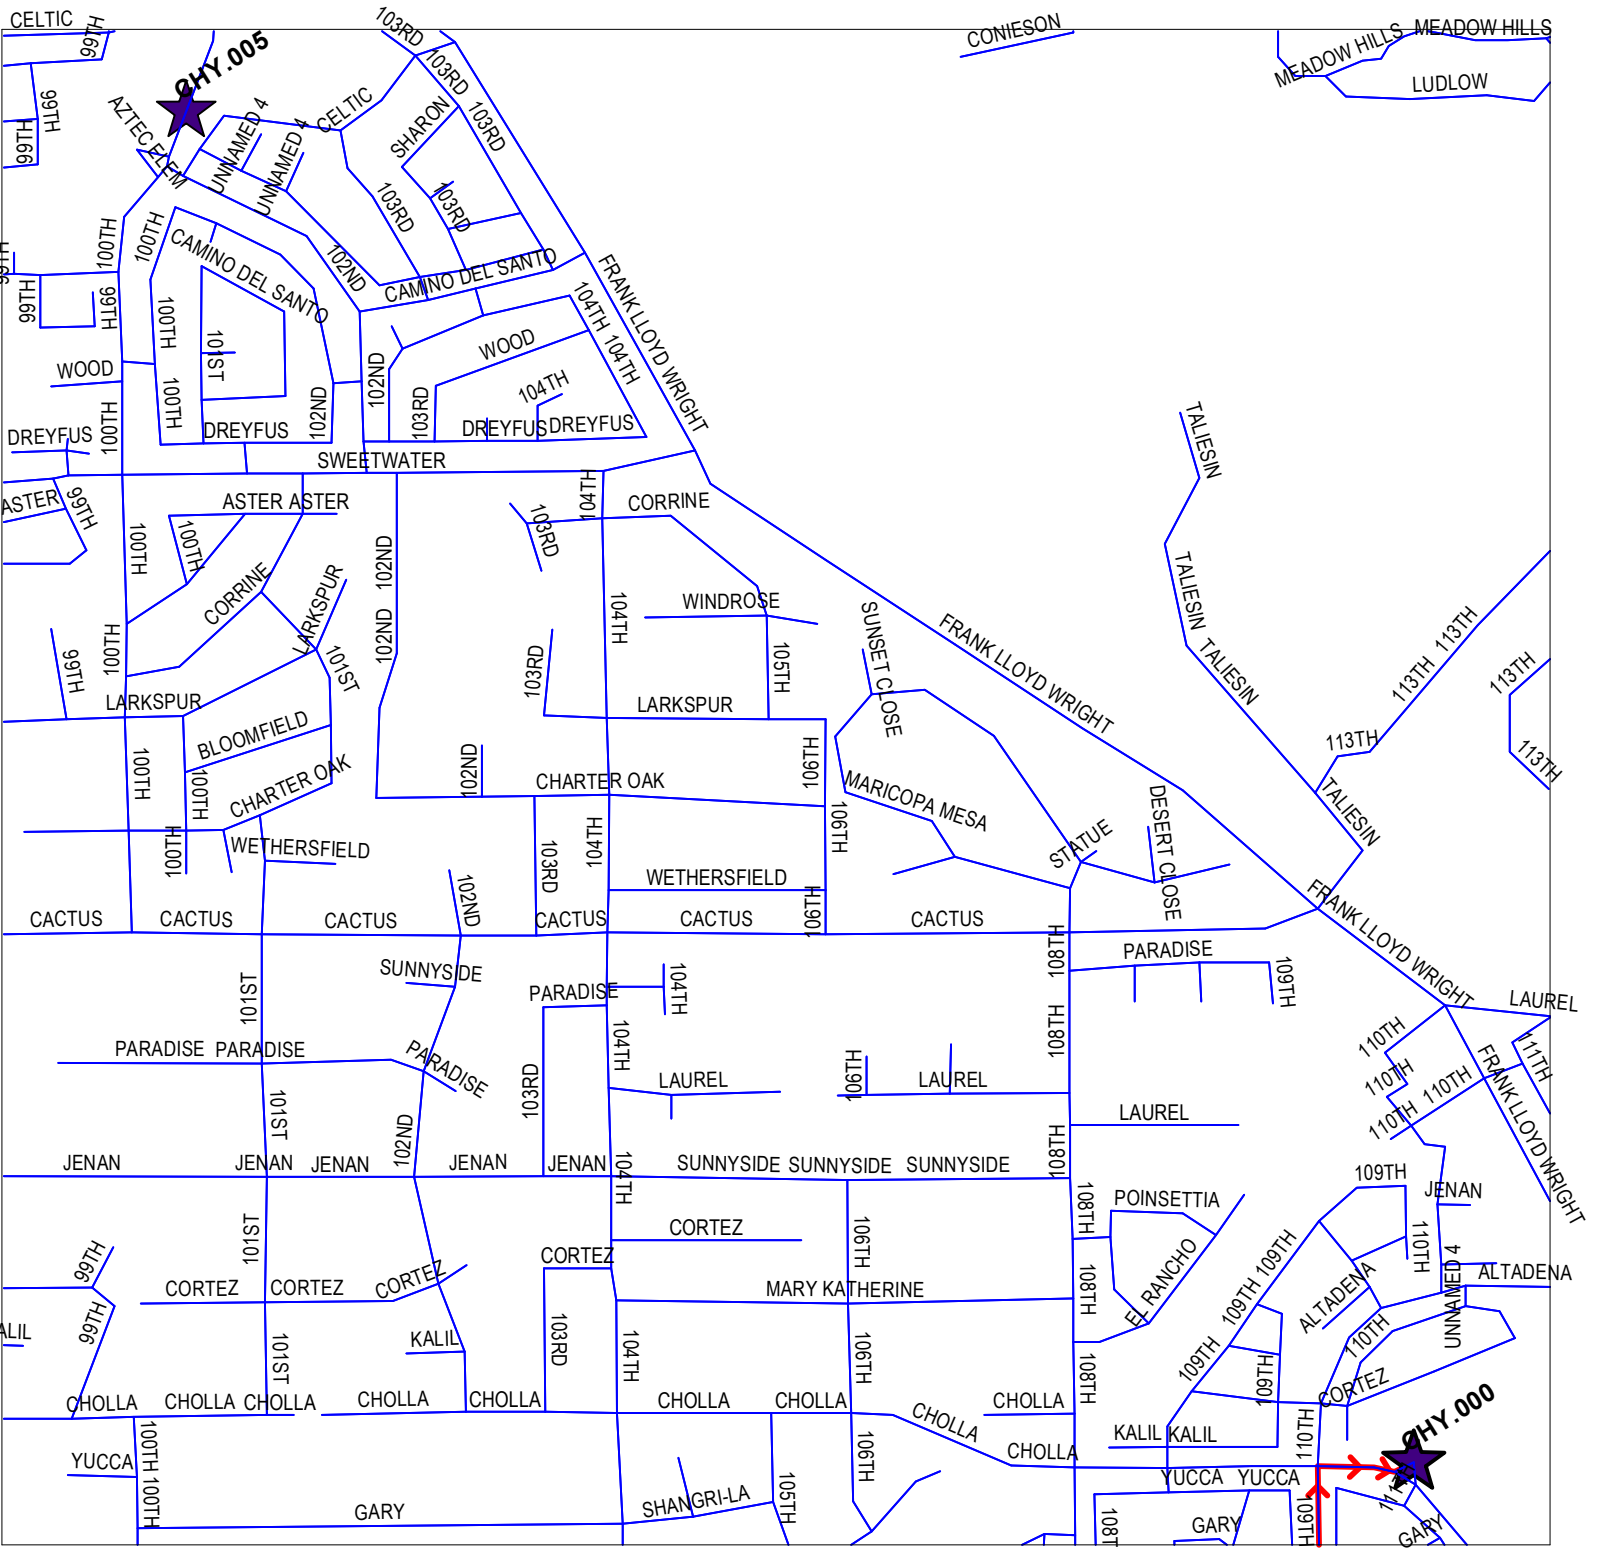 CELTIC
99TH
CHY.005
103RD
103RD
103RD
CONIESON
MEADOW HILLS
MEADOW HILLS
LUDLOW
99TH
99TH
AZTEC ELEM
UNNAMED 4
UNNAMED 4
CELTIC
SHARON
103RD
103RD
100TH
100TH
CAMINO DEL SANTO
102ND
CAMINO DEL SANTO
FRANK LLOYD WRIGHT
99TH
99TH
100TH
101ST
104TH
104TH
WOOD
WOOD
100TH
102ND
102ND
103RD
104TH
100TH
DREYFUS
DREYFUS
DREYFUS
DREYFUS
SWEETWATER
TALIESIN
ASTER
99TH
ASTER ASTER
104TH
CORRINE
100TH
100TH
103RD
102ND
CORRINE
LARKSPUR
TALIESIN
104TH
WINDROSE
SUNSET CLOSE
FRANK LLOYD WRIGHT
113TH
113TH
113TH
99TH
100TH
101ST
102ND
103RD
105TH
TALIESIN
LARKSPUR
LARKSPUR
BLOOMFIELD
113TH
113TH
100TH
100TH
CHARTER OAK
102ND
CHARTER OAK
106TH
MARICOPA MESA
TALIESIN
DESERT CLOSE
STATUE
100TH
WETHERSFIELD
103RD
104TH
106TH
WETHERSFIELD
102ND
106TH
FRANK LLOYD WRIGHT
CACTUS
CACTUS
CACTUS
CACTUS
CACTUS
CACTUS
108TH
PARADISE
109TH
SUNNYSIDE
101ST
PARADISE
104TH
LAUREL
108TH
110TH
PARADISE
PARADISE
PARADISE
104TH
FRANK LLOYD WRIGHT
111TH
103RD
LAUREL
106TH
LAUREL
110TH
110TH
110TH
101ST
102ND
LAUREL
JENAN
JENAN
JENAN
JENAN
JENAN
104TH
SUNNYSIDE
SUNNYSIDE
SUNNYSIDE
108TH
109TH
JENAN
108TH
POINSETTIA
101ST
CORTEZ
106TH
109TH
110TH
99TH
CORTEZ
CORTEZ
CORTEZ
CORTEZ
MARY KATHERINE
108TH
EL RANCHO
109TH
ALTADENA
UNNAMED 4
ALTADENA
99TH
101ST
KALIL
103RD
104TH
106TH
108TH
109TH
109TH
110TH
CORTEZ
CHOLLA
CHOLLA
CHOLLA
CHOLLA
CHOLLA
CHOLLA
CHOLLA
CHOLLA
CHOLLA
CHOLLA
KALIL
KALIL
110TH
CHY.000
YUCCA
100TH
100TH
106TH
YUCCA
YUCCA
111TH
GARY
SHANGRI-LA
105TH
GARY
109TH
GARY